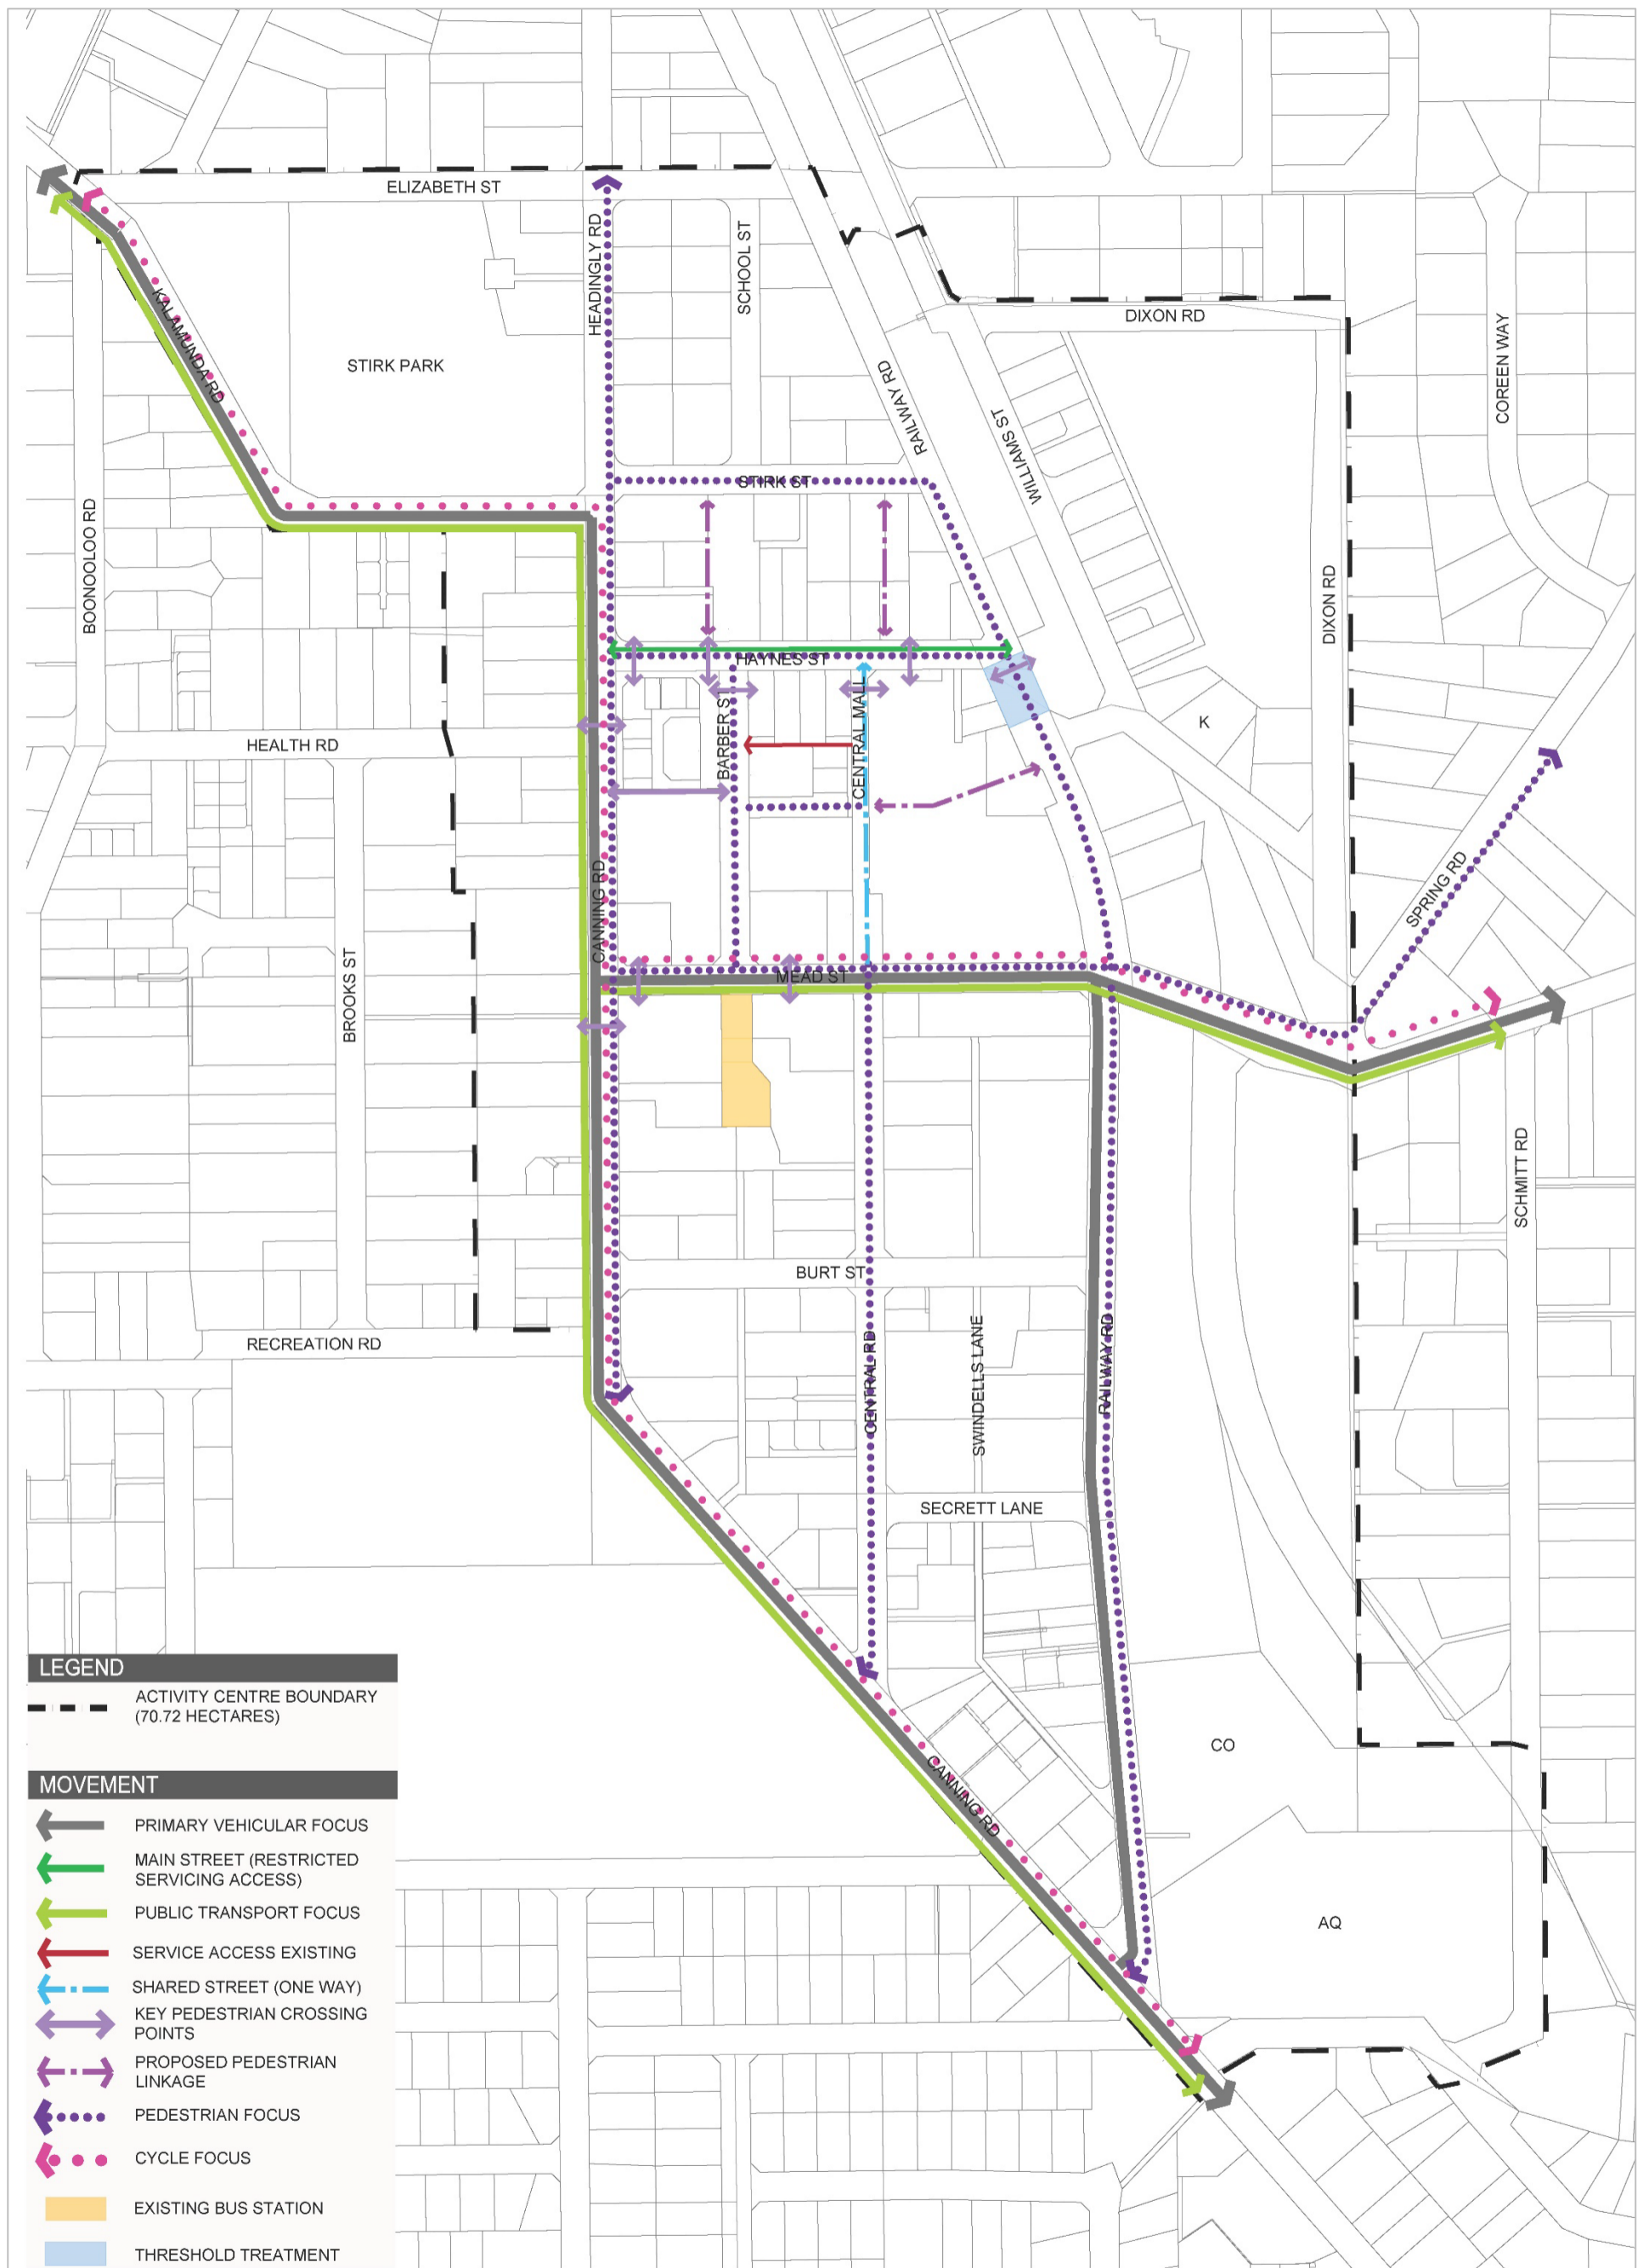 ELIZABETH ST
HEADINGLY RD
SCHOOL ST
DIXON RD
KALAMUNDA RD
STIRK PARK
RAILWAY RD
WILLIAMS ST
COREEN WAY
BOONOOLOO RD
STIRK ST
DIXON RD
HAYNES ST
BARBER ST
CENTRAL MALL
K
HEALTH RD
CANNING RD
SPRING RD
BROOKS ST
MEAD ST
SCHMITT RD
BURT ST
RECREATION RD
CENTRAL RD
SWINDELLS LANE
RAILWAY RD
SECRETT LANE
CO
CANNING RD
AQ
LEGEND
ACTIVITY CENTRE BOUNDARY
(70.72 HECTARES)
MOVEMENT
PRIMARY VEHICULAR FOCUS
MAIN STREET (RESTRICTED
SERVICING ACCESS)
PUBLIC TRANSPORT FOCUS
SERVICE ACCESS EXISTING
SHARED STREET (ONE WAY)
KEY PEDESTRIAN CROSSING
POINTS
PROPOSED PEDESTRIAN
LINKAGE
PEDESTRIAN FOCUS
CYCLE FOCUS
EXISTING BUS STATION
THRESHOLD TREATMENT